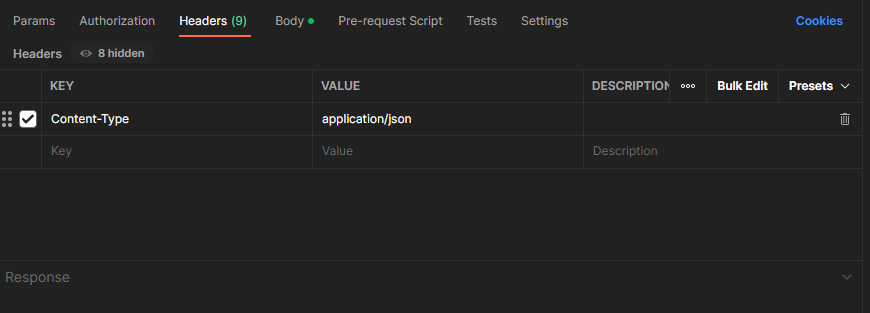 Params Authorization Headers (9) Body Pre-request Script Tests Settings Cookies
Headers 8 hidden
KEY VALUE DESCRIPTION Bulk Edit Presets
Content-Type application/json
Key Value Description
Response